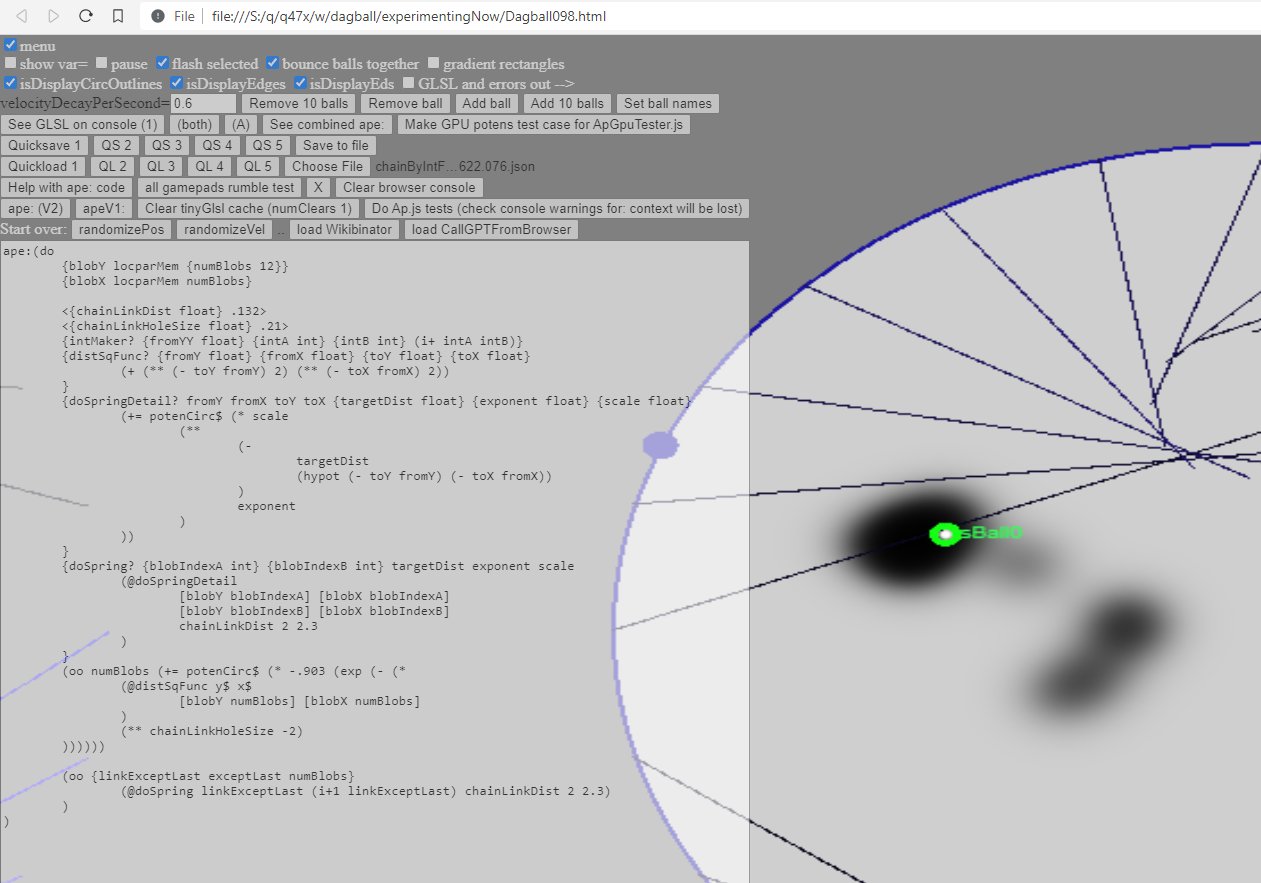 File file:///S:/q/q47x/w/dagball/experimentingNow/Dagball098.html
menu
show var= pause flash selected bounce balls together gradient rectangles
isDisplayCircOutlines isDisplayEdges isDisplayEds GLSL and errors out -->
velocityDecayPerSecond= 0.6 Remove 10 balls Remove ball Add ball Add 10 balls Set ball names
See GLSL on console (1) (both) (A) See combined ape: Make GPU potens test case for ApGpuTester.js
Quicksave 1 QS 2 QS 3 QS 4 QS 5 Save to file
Quickload 1 QL 2 QL 3 QL 4 QL 5 Choose File chainByIntF...622.076.json
Help with ape: code all gamepads rumble test X Clear browser console
ape: (V2) apeV1: Clear tinyGlsl cache (numClears 1) Do Ap.js tests (check console warnings for: context will be lost)
Start over: randomizePos randomizeVel .. load Wikibinator load CallGPTFromBrowser
ape:(do
{blobY locparMem {numBlobs 12}}
{blobX locparMem numBlobs}
<{chainLinkDist float} .132>
<{chainLinkHoleSize float} .21>
{intMaker? {fromYY float} {intA int} {intB int} (i+ intA intB)}
{distSqFunc? {fromY float} {fromX float} {toY float} {toX float}
(+ (** (- toY fromY) 2) (** (- toX fromX) 2))
}
{doSpringDetail? fromY fromX toY toX {targetDist float} {exponent float} {scale float}
(+= potenCirc$ (* scale
(**
(-
targetDist
(hypot (- toY fromY) (- toX fromX))
)
exponent
)
))
}
{doSpring? {blobIndexA int} {blobIndexB int} targetDist exponent scale
(@doSpringDetail
[blobY blobIndexA] [blobX blobIndexA]
[blobY blobIndexB] [blobX blobIndexB]
chainLinkDist 2 2.3
)
}
(oo numBlobs (+= potenCirc$ (* -.903 (exp (- (*
(@distSqFunc y$ x$
[blobY numBlobs] [blobX numBlobs]
)
(** chainLinkHoleSize -2)
))))))
(oo {linkExceptLast exceptLast numBlobs}
(@doSpring linkExceptLast (i+1 linkExceptLast) chainLinkDist 2 2.3)
)
)
sBall0